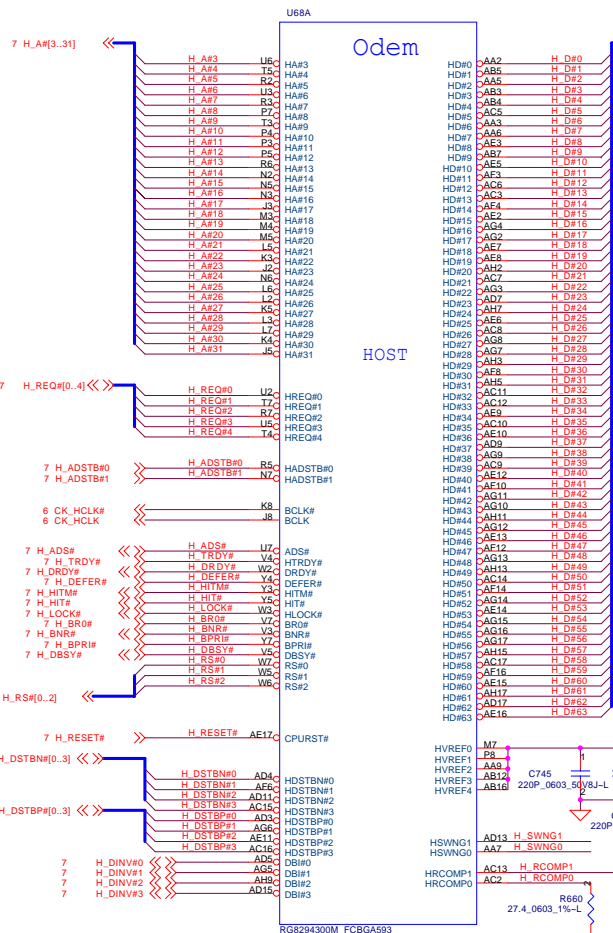 U68A
Odem
HOST
7 H_A#[3..31]
H_A#3 U6 HA#3
H_A#4 T5 HA#4
H_A#5 R2 HA#5
H_A#6 U3 HA#6
H_A#7 R3 HA#7
H_A#8 P7 HA#8
H_A#9 T3 HA#9
H_A#10 P4 HA#10
H_A#11 P3 HA#11
H_A#12 P5 HA#12
H_A#13 R6 HA#13
H_A#14 N2 HA#14
H_A#15 N5 HA#15
H_A#16 N3 HA#16
H_A#17 J3 HA#17
H_A#18 M3 HA#18
H_A#19 M4 HA#19
H_A#20 M5 HA#20
H_A#21 L5 HA#21
H_A#22 K3 HA#22
H_A#23 J2 HA#23
H_A#24 N6 HA#24
H_A#25 L6 HA#25
H_A#26 L2 HA#26
H_A#27 K5 HA#27
H_A#28 L3 HA#28
H_A#29 L7 HA#29
H_A#30 K4 HA#30
H_A#31 J5 HA#31
7 H_REQ#[0..4]
H_REQ#0 U2 HREQ#0
H_REQ#1 T7 HREQ#1
H_REQ#2 R7 HREQ#2
H_REQ#3 U5 HREQ#3
H_REQ#4 T4 HREQ#4
7 H_ADSTB#0 H_ADSTB#0 R5 HADSTB#0
7 H_ADSTB#1 H_ADSTB#1 N7 HADSTB#1
6 CK_HCLK# K8 BCLK#
6 CK_HCLK J8 BCLK
7 H_ADS# H_ADS# U7 ADS#
7 H_TRDY# H_TRDY# V4 HTRDY#
7 H_DRDY# H_DRDY# W2 DRDY#
7 H_DEFER# H_DEFER# Y4 DEFER#
7 H_HITM# H_HITM# Y3 HITM#
7 H_HIT# H_HIT# Y5 HIT#
7 H_LOCK# H_LOCK# W3 HLOCK#
7 H_BR0# H_BR0# V7 BR0#
7 H_BNR# H_BNR# V3 BNR#
7 H_BPRI# H_BPRI# Y7 BPRI#
7 H_DBSY# H_DBSY# V5 DBSY#
H_RS#0 W7 RS#0
H_RS#1 W5 RS#1
H_RS#2 W6 RS#2
H_RS#[0..2]
7 H_RESET# H_RESET# AE17 CPURST#
H_DSTBN#[0..3]
H_DSTBN#0 AD4 HDSTBN#0
H_DSTBN#1 AF6 HDSTBN#1
H_DSTBN#2 AD11 HDSTBN#2
H_DSTBN#3 AC15 HDSTBN#3
H_DSTBP#[0..3]
H_DSTBP#0 AD3 HDSTBP#0
H_DSTBP#1 AG6 HDSTBP#1
H_DSTBP#2 AE11 HDSTBP#2
H_DSTBP#3 AC16 HDSTBP#3
7 H_DINV#0 AD5 DBI#0
7 H_DINV#1 AG5 DBI#1
7 H_DINV#2 AH9 DBI#2
7 H_DINV#3 AD15 DBI#3
HD#0 AA2 H_D#0
HD#1 AB5 H_D#1
HD#2 AA5 H_D#2
HD#3 AB3 H_D#3
HD#4 AB4 H_D#4
HD#5 AC5 H_D#5
HD#6 AA3 H_D#6
HD#7 AA6 H_D#7
HD#8 AE3 H_D#8
HD#9 AB7 H_D#9
HD#10 AE5 H_D#10
HD#11 AF3 H_D#11
HD#12 AC6 H_D#12
HD#13 AC3 H_D#13
HD#14 AF4 H_D#14
HD#15 AE2 H_D#15
HD#16 AG4 H_D#16
HD#17 AG2 H_D#17
HD#18 AE7 H_D#18
HD#19 AE8 H_D#19
HD#20 AH2 H_D#20
HD#21 AC7 H_D#21
HD#22 AG3 H_D#22
HD#23 AD7 H_D#23
HD#24 AH7 H_D#24
HD#25 AE6 H_D#25
HD#26 AC8 H_D#26
HD#27 AG8 H_D#27
HD#28 AG7 H_D#28
HD#29 AH3 H_D#29
HD#30 AF8 H_D#30
HD#31 AH5 H_D#31
HD#32 AC11 H_D#32
HD#33 AC12 H_D#33
HD#34 AE9 H_D#34
HD#35 AC10 H_D#35
HD#36 AE10 H_D#36
HD#37 AD9 H_D#37
HD#38 AG9 H_D#38
HD#39 AC9 H_D#39
HD#40 AE12 H_D#40
HD#41 AF10 H_D#41
HD#42 AG11 H_D#42
HD#43 AG10 H_D#43
HD#44 AH11 H_D#44
HD#45 AG12 H_D#45
HD#46 AE13 H_D#46
HD#47 AF12 H_D#47
HD#48 AG13 H_D#48
HD#49 AH13 H_D#49
HD#50 AC14 H_D#50
HD#51 AF14 H_D#51
HD#52 AG14 H_D#52
HD#53 AE14 H_D#53
HD#54 AG15 H_D#54
HD#55 AG16 H_D#55
HD#56 AG17 H_D#56
HD#57 AH15 H_D#57
HD#58 AC17 H_D#58
HD#59 AF16 H_D#59
HD#60 AE15 H_D#60
HD#61 AH17 H_D#61
HD#62 AD17 H_D#62
HD#63 AE16 H_D#63
HVREF0 M7
HVREF1 P8
HVREF2 AA9
HVREF3 AB12
HVREF4 AB16
1
C745
220P_0603_50V8J-L
2
220P
HSWNG1 AD13 H_SWNG1
HSWNG0 AA7 H_SWNG0
HRCOMP1 AC13 H_RCOMP1
HRCOMP0 AC2 H_RCOMP0
2
R660
27.4_0603_1%-L
RG8294300M_FCBGA593